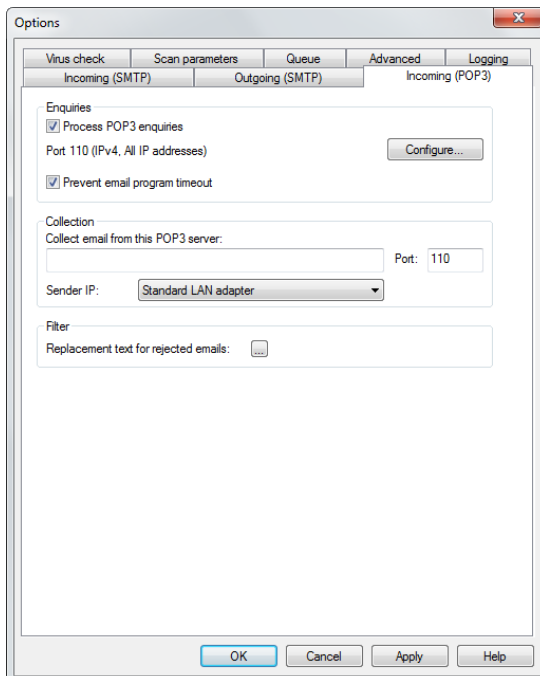 Options
Virus check Scan parameters Queue Advanced Logging
Incoming (SMTP) Outgoing (SMTP) Incoming (POP3)
Enquiries
Process POP3 enquiries
Port 110 (IPv4, All IP addresses) Configure...
Prevent email program timeout
Collection
Collect email from this POP3 server:
Port: 110
Sender IP: Standard LAN adapter
Filter
Replacement text for rejected emails: ...
OK Cancel Apply Help